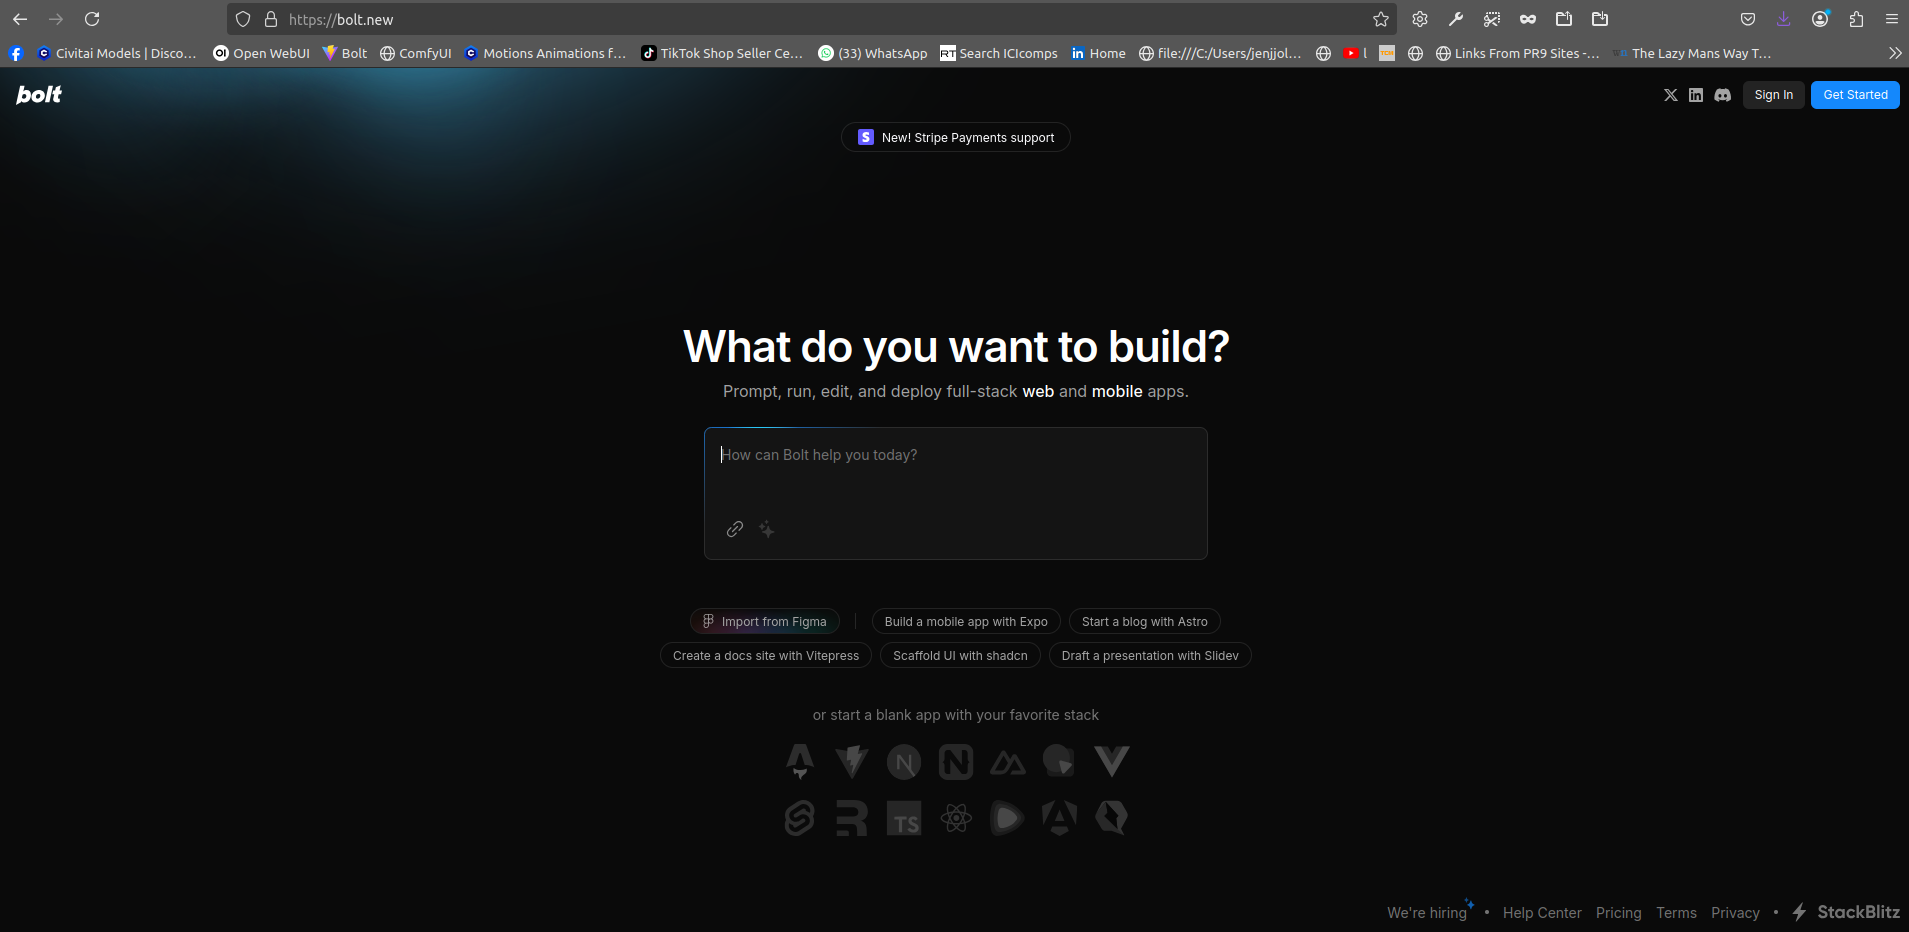 https://bolt.new
Civitai Models | Disco… Open WebUI Bolt ComfyUI Motions Animations f… TikTok Shop Seller Ce… (33) WhatsApp RT Search ICIcomps in Home file:///C:/Users/jenjjol… l Links From PR9 Sites -… The Lazy Mans Way T…
bolt
Sign In Get Started
S New! Stripe Payments support
What do you want to build?
Prompt, run, edit, and deploy full-stack web and mobile apps.
How can Bolt help you today?
Import from Figma Build a mobile app with Expo Start a blog with Astro
Create a docs site with Vitepress Scaffold UI with shadcn Draft a presentation with Slidev
or start a blank app with your favorite stack
N N
TS
We're hiring • Help Center Pricing Terms Privacy • StackBlitz